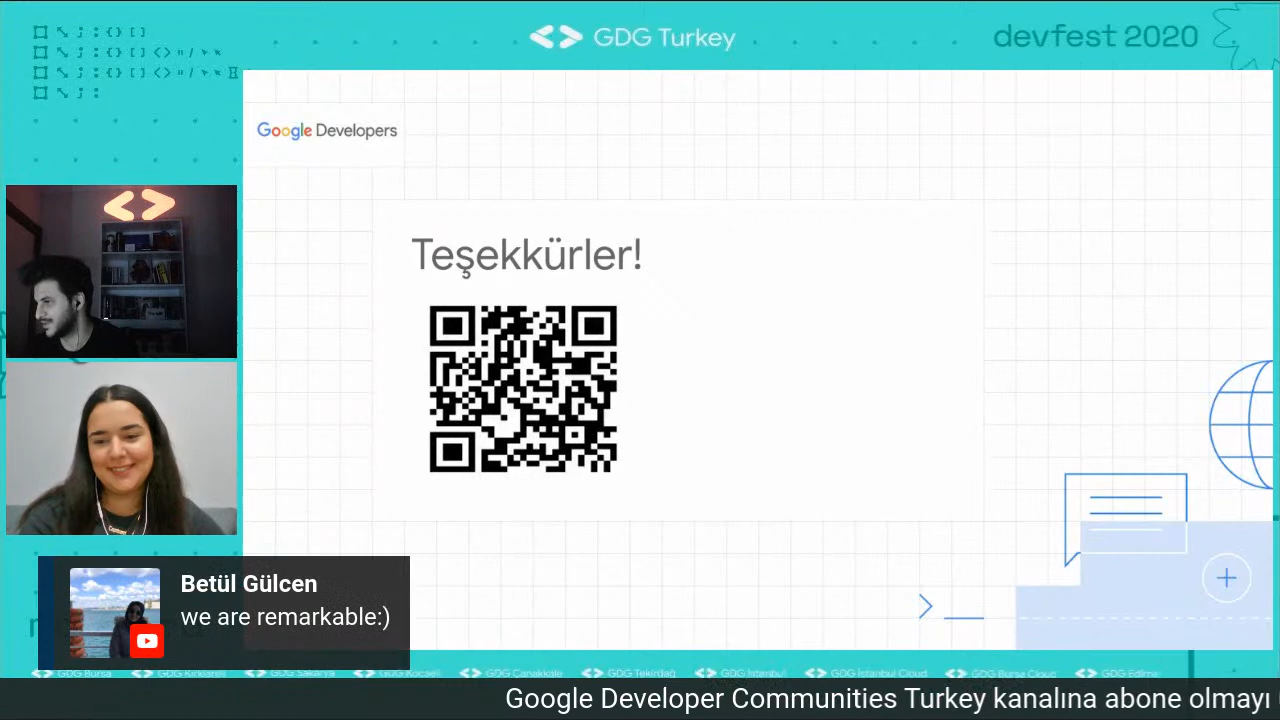 GDG Turkey
devfest 2020
Google Developers
Teşekkürler!
Betül Gülcen
we are remarkable:)
GDG Bursa
GDG Kırklareli
GDG Sakarya
GDG Kocaeli
GDG Çanakkale
GDG Tekirdağ
GDG Istanbul
GDG Istanbul Cloud
GDG Bursa Cloud
GDG Edirne
Google Developer Communities Turkey kanalına abone olmayı